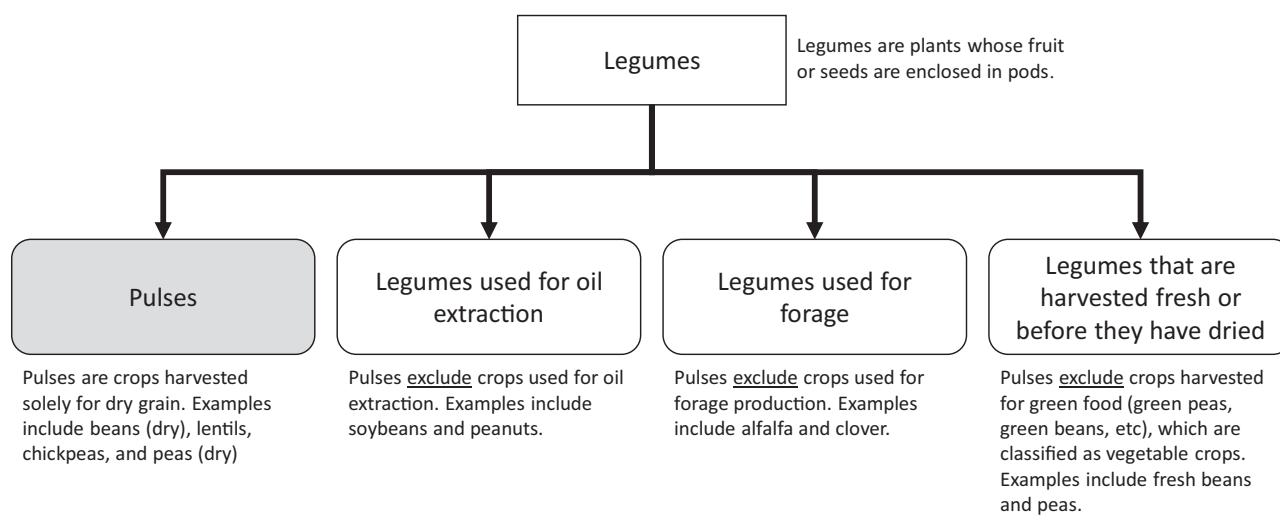 Legumes
Legumes are plants whose fruit
or seeds are enclosed in pods.
Pulses
Pulses are crops harvested
solely for dry grain. Examples
include beans (dry), lentils,
chickpeas, and peas (dry)
Legumes used for oil
extraction
Pulses exclude crops used for oil
extraction. Examples include
soybeans and peanuts.
Legumes used for
forage
Pulses exclude crops used for
forage production. Examples
include alfalfa and clover.
Legumes that are
harvested fresh or
before they have dried
Pulses exclude crops harvested
for green food (green peas,
green beans, etc), which are
classified as vegetable crops.
Examples include fresh beans
and peas.